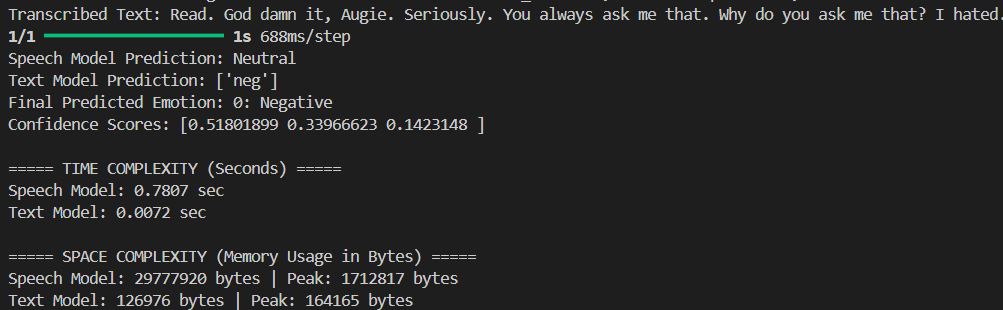 Transcribed Text: Read. God damn it, Augie. Seriously. You always ask me that. Why do you ask me that? I hated.
1/1 ━━━━━━━━━━━━━━━━━━━━ 1s 688ms/step
Speech Model Prediction: Neutral
Text Model Prediction: ['neg']
Final Predicted Emotion: 0: Negative
Confidence Scores: [0.51801899 0.33966623 0.1423148 ]
===== TIME COMPLEXITY (Seconds) =====
Speech Model: 0.7807 sec
Text Model: 0.0072 sec
===== SPACE COMPLEXITY (Memory Usage in Bytes) =====
Speech Model: 29777920 bytes | Peak: 1712817 bytes
Text Model: 126976 bytes | Peak: 164165 bytes